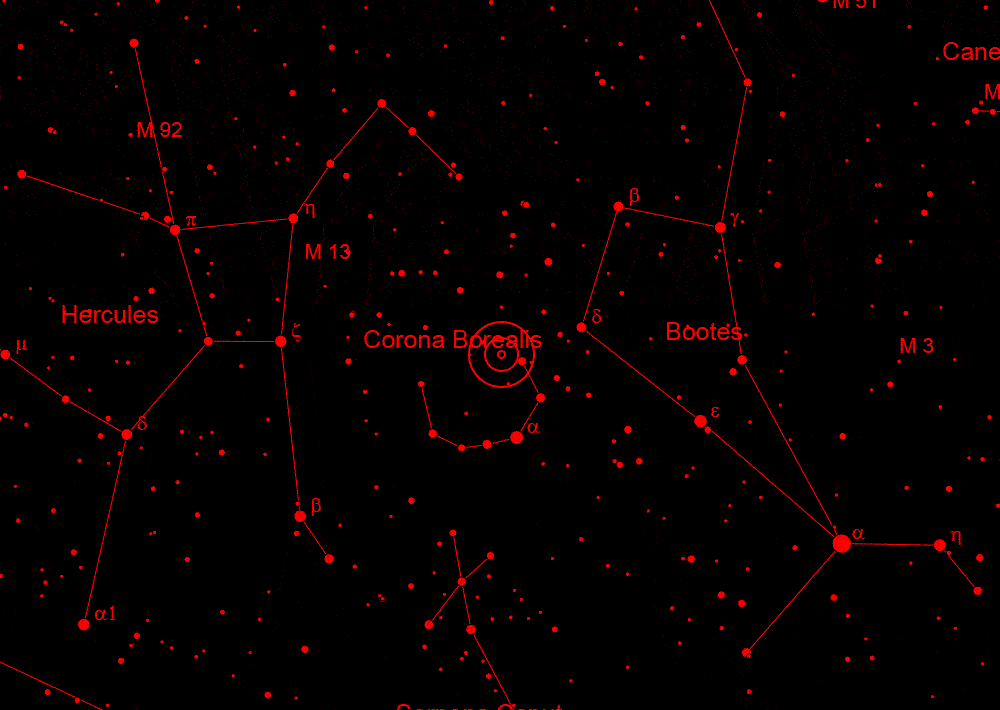 M 51
Cane
M
M 92
β
π
η
γ
M 13
Hercules
δ
ζ
Corona Borealis
Bootes
μ
M 3
δ
ε
α
β
α
η
α1